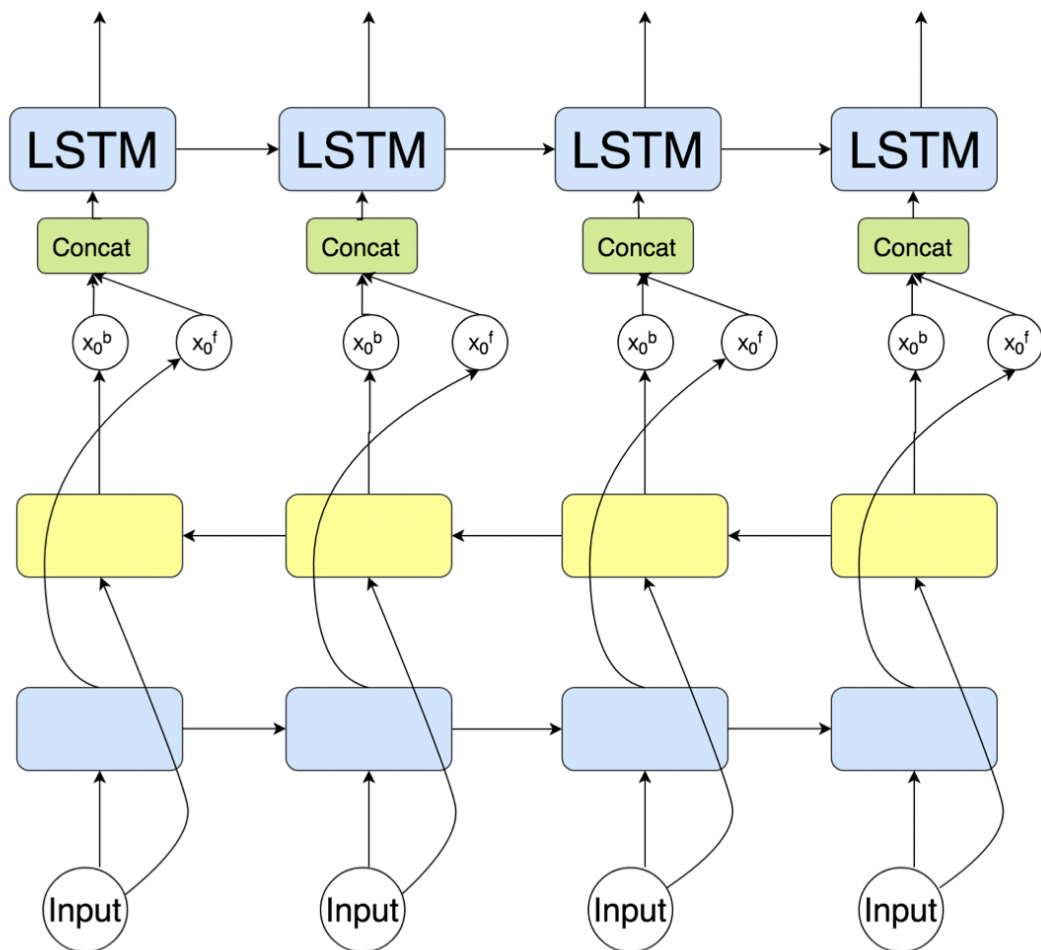 LSTM LSTM LSTM LSTM
Concat Concat Concat Concat
x₀ᵇ x₀ᶠ x₀ᵇ x₀ᶠ x₀ᵇ x₀ᶠ x₀ᵇ x₀ᶠ
Input Input Input Input